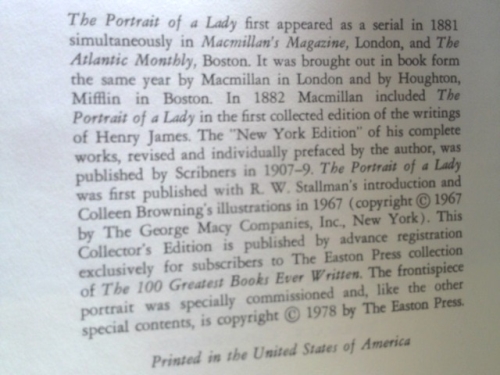 The Portrait of a Lady first appeared as a serial in 1881
simultaneously in Macmillan's Magazine, London, and The
Atlantic Monthly, Boston. It was brought out in book form
the same year by Macmillan in London and by Houghton,
Mifflin in Boston. In 1882 Macmillan included The
Portrait of a Lady in the first collected edition of the writings
of Henry James. The "New York Edition" of his complete
works, revised and individually prefaced by the author, was
published by Scribners in 1907-9. The Portrait of a Lady
was first published with R. W. Stallman's introduction and
Colleen Browning's illustrations in 1967 (copyright © 1967
by The George Macy Companies, Inc., New York). This
Collector's Edition is published by advance registration
exclusively for subscribers to The Easton Press collection
of The 100 Greatest Books Ever Written. The frontispiece
portrait was specially commissioned and, like the other
special contents, is copyright © 1978 by The Easton Press.
Printed in the United States of America